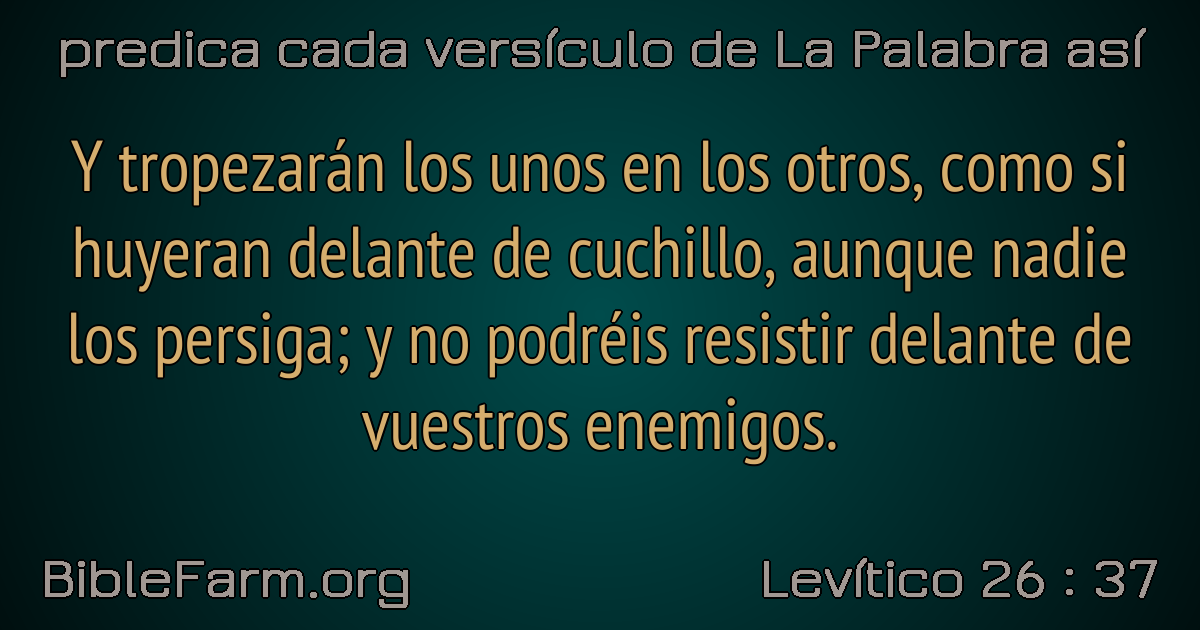 predica cada versículo de La Palabra así
Y tropezarán los unos en los otros, como si
huyeran delante de cuchillo, aunque nadie
los persiga; y no podréis resistir delante de
vuestros enemigos.
BibleFarm.org
Levítico 26 : 37